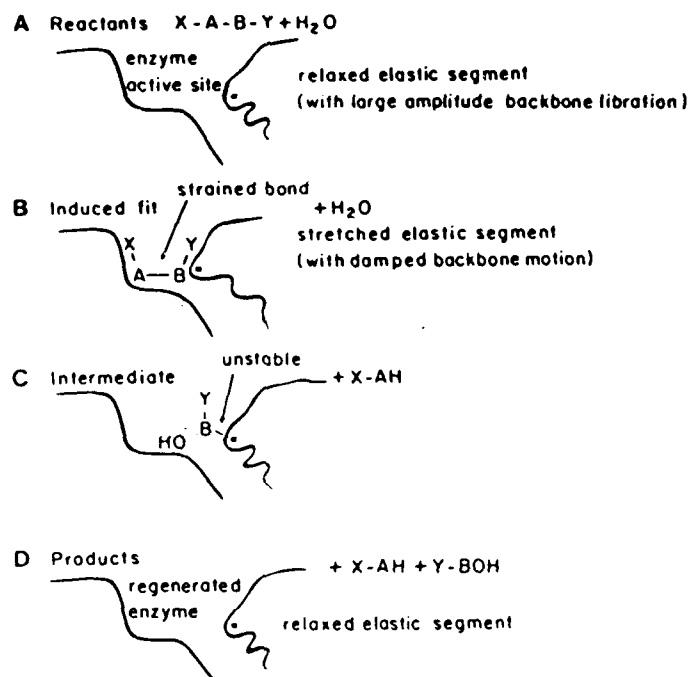 A Reactants X-A-B-Y + H₂O
enzyme
active site
relaxed elastic segment
(with large amplitude backbone libration)
strained bond
B Induced fit
+ H₂O
stretched elastic segment
(with damped backbone motion)
X Y
A — B
unstable
C Intermediate
+ X-AH
Y
B
HO
D Products
+ X-AH + Y-BOH
regenerated
enzyme
relaxed elastic segment